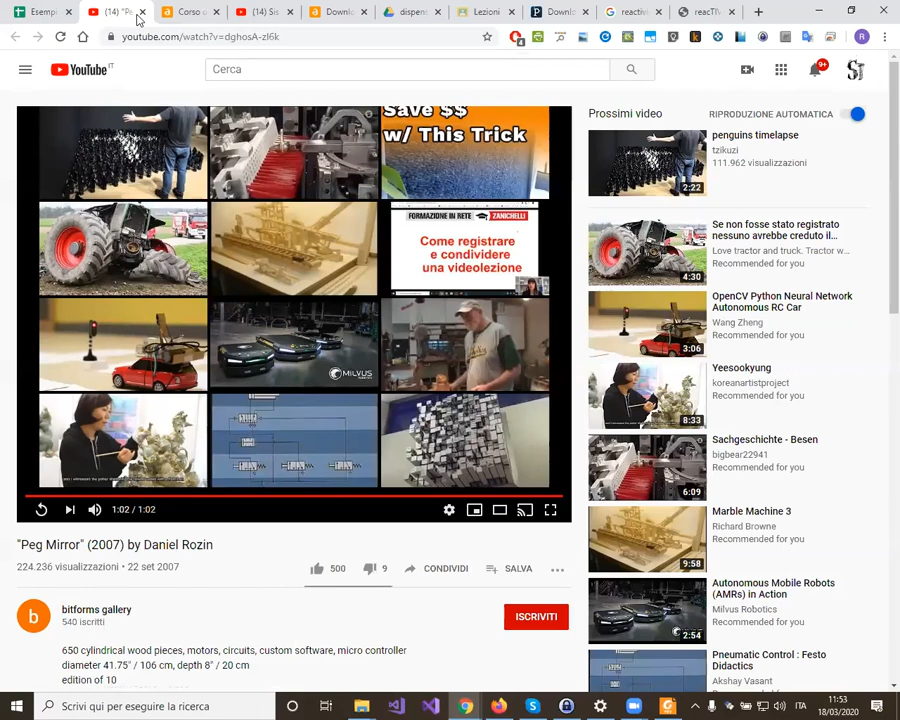 Esempi
(14) "Pe
Corso o
(14) Sis
Downlo
dispens
Lezioni
Downlo
reactivi
reacTIV
youtube.com/watch?v=dghosA-zI6k
YouTube IT
Cerca
9+
Save $$
w/ This Trick
FORMAZIONE IN RETE ZANICHELLI
Come registrare
e condividere
una videolezione
MILVUS
1:02 / 1:02
"Peg Mirror" (2007) by Daniel Rozin
224.236 visualizzazioni • 22 set 2007
500
9
CONDIVIDI
SALVA
bitforms gallery
540 iscritti
ISCRIVITI
650 cylindrical wood pieces, motors, circuits, custom software, micro controller
diameter 41.75" / 106 cm, depth 8" / 20 cm
edition of 10
Prossimi video
RIPRODUZIONE AUTOMATICA
penguins timelapse
tzikuzi
111.962 visualizzazioni
2:22
Se non fosse stato registrato
nessuno avrebbe creduto il...
Love tractor and truck. Tractor w...
Recommended for you
4:30
OpenCV Python Neural Network
Autonomous RC Car
Wang Zheng
Recommended for you
3:06
Yeesookyung
koreanartistproject
Recommended for you
8:33
Sachgeschichte - Besen
bigbear22941
Recommended for you
6:09
Marble Machine 3
Richard Browne
Recommended for you
9:58
Autonomous Mobile Robots
(AMRs) in Action
Milvus Robotics
Recommended for you
2:54
Pneumatic Control : Festo
Didactics
Akshay Vasant
Scrivi qui per eseguire la ricerca
ITA
11:53
18/03/2020